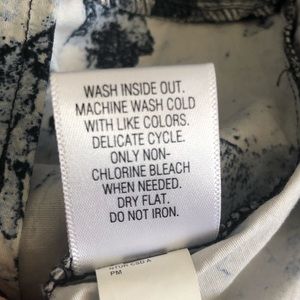 WASH INSIDE OUT.
MACHINE WASH COLD
WITH LIKE COLORS.
DELICATE CYCLE.
ONLY NON-
CHLORINE BLEACH
WHEN NEEDED.
DRY FLAT.
DO NOT IRON.
PM